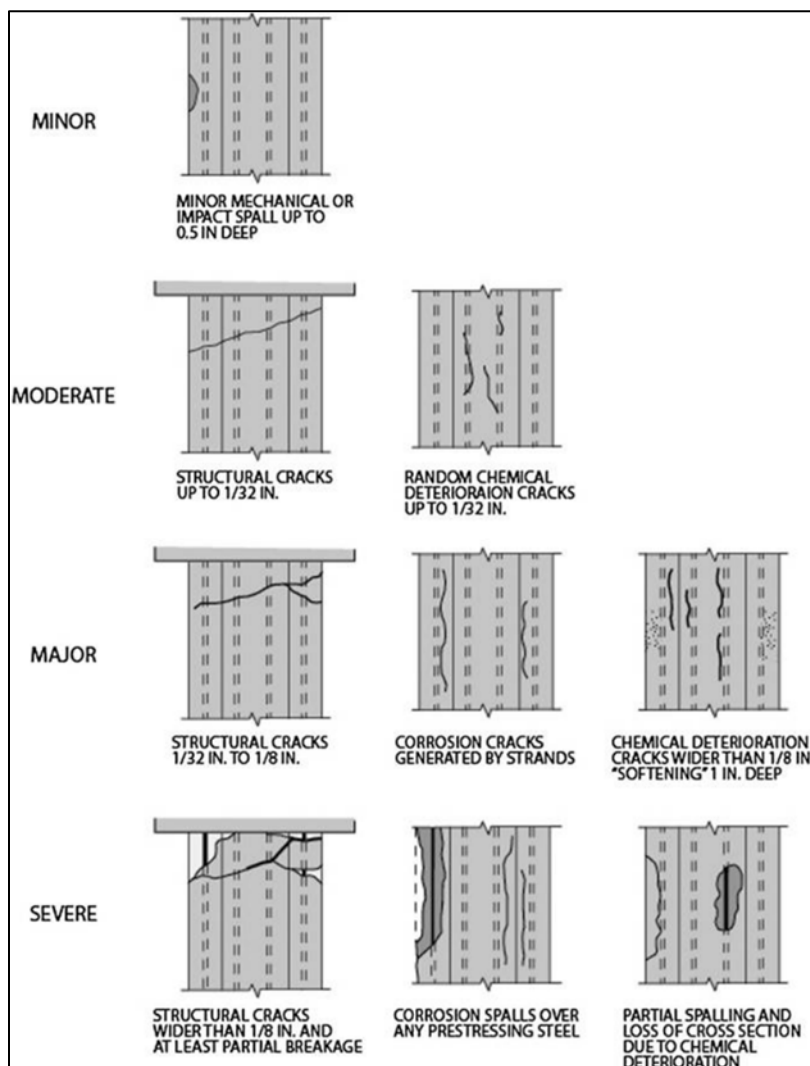 MINOR
MINOR MECHANICAL OR
IMPACT SPALL UP TO
0.5 IN DEEP
MODERATE
STRUCTURAL CRACKS
UP TO 1/32 IN.
RANDOM CHEMICAL
DETERIORAION CRACKS
UP TO 1/32 IN.
MAJOR
STRUCTURAL CRACKS
1/32 IN. TO 1/8 IN.
CORROSION CRACKS
GENERATED BY STRANDS
CHEMICAL DETERIORATION
CRACKS WIDER THAN 1/8 IN
"SOFTENING" 1 IN. DEEP
SEVERE
STRUCTURAL CRACKS
WIDER THAN 1/8 IN. AND
AT LEAST PARTIAL BREAKAGE
CORROSION SPALLS OVER
ANY PRESTRESSING STEEL
PARTIAL SPALLING AND
LOSS OF CROSS SECTION
DUE TO CHEMICAL
DETERIORATION